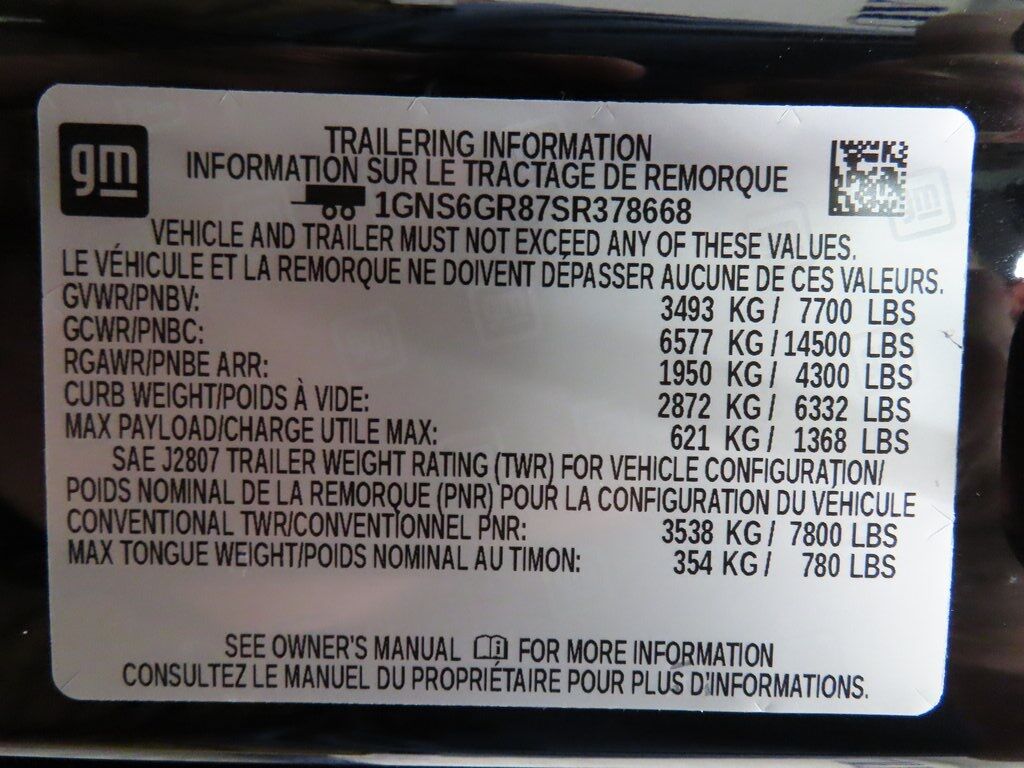 gm
TRAILERING INFORMATION
INFORMATION SUR LE TRACTAGE DE REMORQUE
1GNS6GR87SR378668
VEHICLE AND TRAILER MUST NOT EXCEED ANY OF THESE VALUES.
LE VÉHICULE ET LA REMORQUE NE DOIVENT DÉPASSER AUCUNE DE CES VALEURS.
GVWR/PNBV: 3493 KG / 7700 LBS
GCWR/PNBC: 6577 KG / 14500 LBS
RGAWR/PNBE ARR: 1950 KG / 4300 LBS
CURB WEIGHT/POIDS À VIDE: 2872 KG / 6332 LBS
MAX PAYLOAD/CHARGE UTILE MAX: 621 KG / 1368 LBS
SAE J2807 TRAILER WEIGHT RATING (TWR) FOR VEHICLE CONFIGURATION/
POIDS NOMINAL DE LA REMORQUE (PNR) POUR LA CONFIGURATION DU VÉHICULE
CONVENTIONAL TWR/CONVENTIONNEL PNR: 3538 KG / 7800 LBS
MAX TONGUE WEIGHT/POIDS NOMINAL AU TIMON: 354 KG / 780 LBS
SEE OWNER'S MANUAL FOR MORE INFORMATION
CONSULTEZ LE MANUEL DU PROPRIÉTAIRE POUR PLUS D'INFORMATIONS.